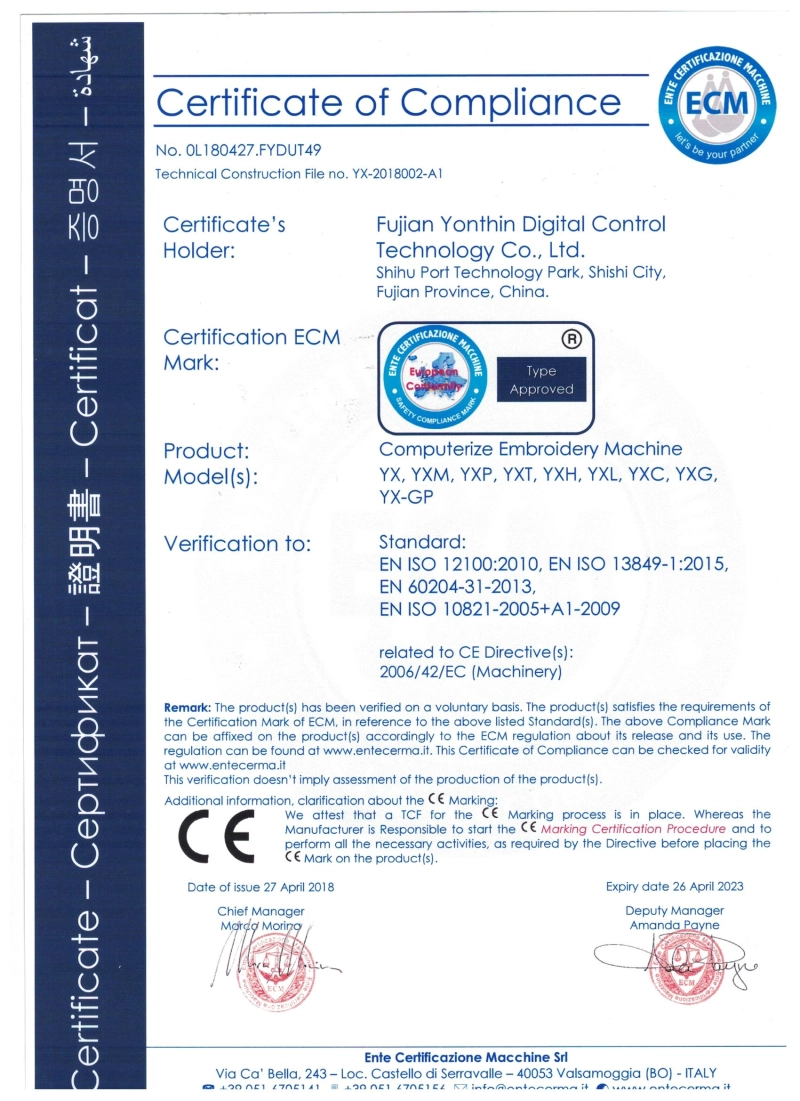 Certificate – Сертификат – 證明書 – Certificat – 증명서 – شهادة
Certificate of Compliance
ENTE CERTIFICAZIONE MACCHINE
ECM
let's be your partner
No. 0L180427.FYDUT49
Technical Construction File no. YX-2018002-A1
Certificate's
Holder:
Fujian Yonthin Digital Control
Technology Co., Ltd.
Shihu Port Technology Park, Shishi City,
Fujian Province, China.
Certification ECM
Mark:
ENTE CERTIFICAZIONE MACCHINE
European
Conformity
SAFETY COMPLIANCE MARK
®
Type
Approved
Product:
Computerize Embroidery Machine
Model(s):
YX, YXM, YXP, YXT, YXH, YXL, YXC, YXG,
YX-GP
Verification to:
Standard:
EN ISO 12100:2010, EN ISO 13849-1:2015,
EN 60204-31-2013,
EN ISO 10821-2005+A1-2009
related to CE Directive(s):
2006/42/EC (Machinery)
Remark: The product(s) has been verified on a voluntary basis. The product(s) satisfies the requirements of
the Certification Mark of ECM, in reference to the above listed Standard(s). The above Compliance Mark
can be affixed on the product(s) accordingly to the ECM regulation about its release and its use. The
regulation can be found at www.entecerma.it. This Certificate of Compliance can be checked for validity
at www.entecerma.it
This verification doesn't imply assessment of the production of the product(s).
Additional information, clarification about the CE Marking:
CE
We attest that a TCF for the CE Marking process is in place. Whereas the
Manufacturer is Responsible to start the CE Marking Certification Procedure and to
perform all the necessary activities, as required by the Directive before placing the
CE Mark on the product(s).
Date of issue 27 April 2018
Expiry date 26 April 2023
Chief Manager
Marco Morina
Deputy Manager
Amanda Payne
ECM
ECM
Ente Certificazione Macchine Srl
Via Ca' Bella, 243 – Loc. Castello di Serravalle – 40053 Valsamoggia (BO) - ITALY
+39 051 6705141 +39 051 6705156 info@entecerma.it www.entecerma.it